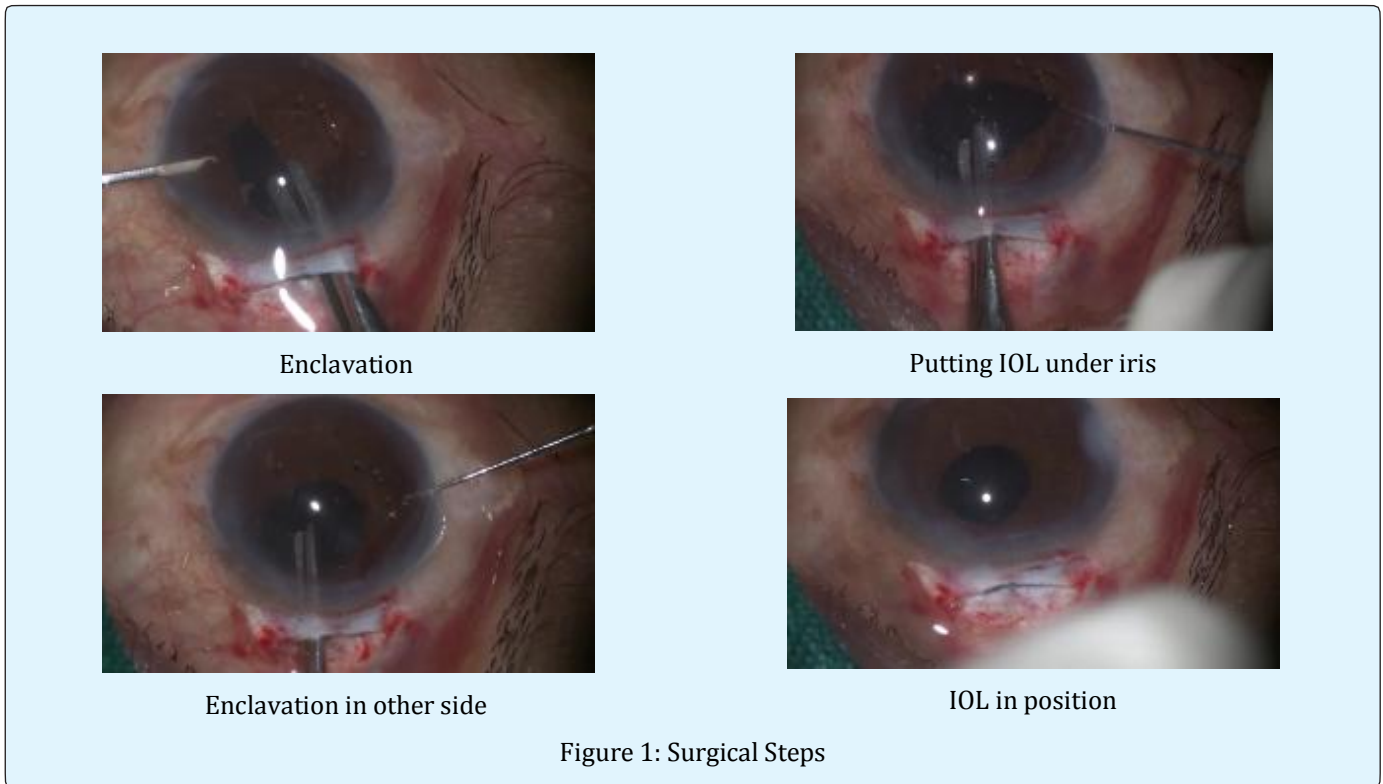 Enclavation
Putting IOL under iris
Enclavation in other side
IOL in position
Figure 1: Surgical Steps